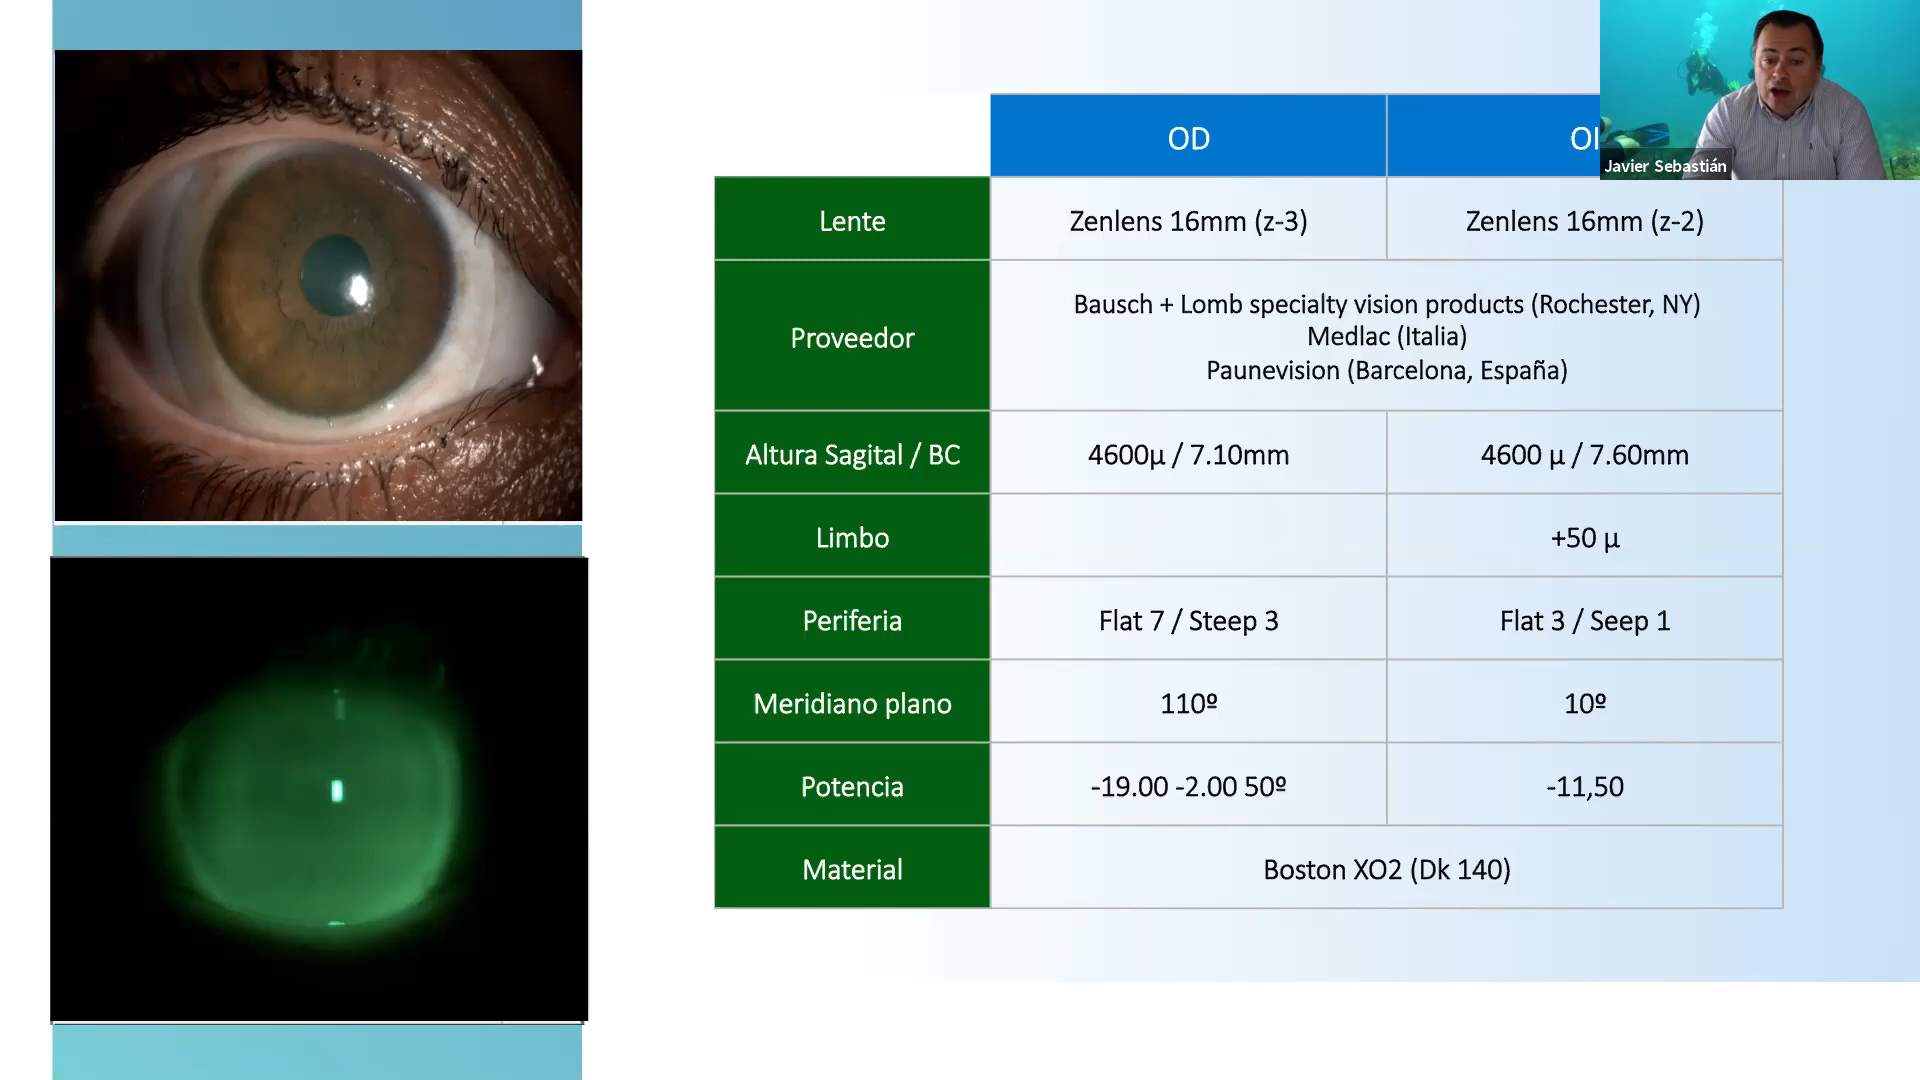 Javier Sebastián
OD
Lente Zenlens 16mm (z-3) Zenlens 16mm (z-2)
Proveedor
Bausch + Lomb specialty vision products (Rochester, NY)
Medlac (Italia)
Paunevision (Barcelona, España)
Altura Sagital / BC 4600µ / 7.10mm 4600 µ / 7.60mm
Limbo +50 µ
Periferia Flat 7 / Steep 3 Flat 3 / Seep 1
Meridiano plano 110º 10º
Potencia -19.00 -2.00 50º -11,50
Material Boston XO2 (Dk 140)